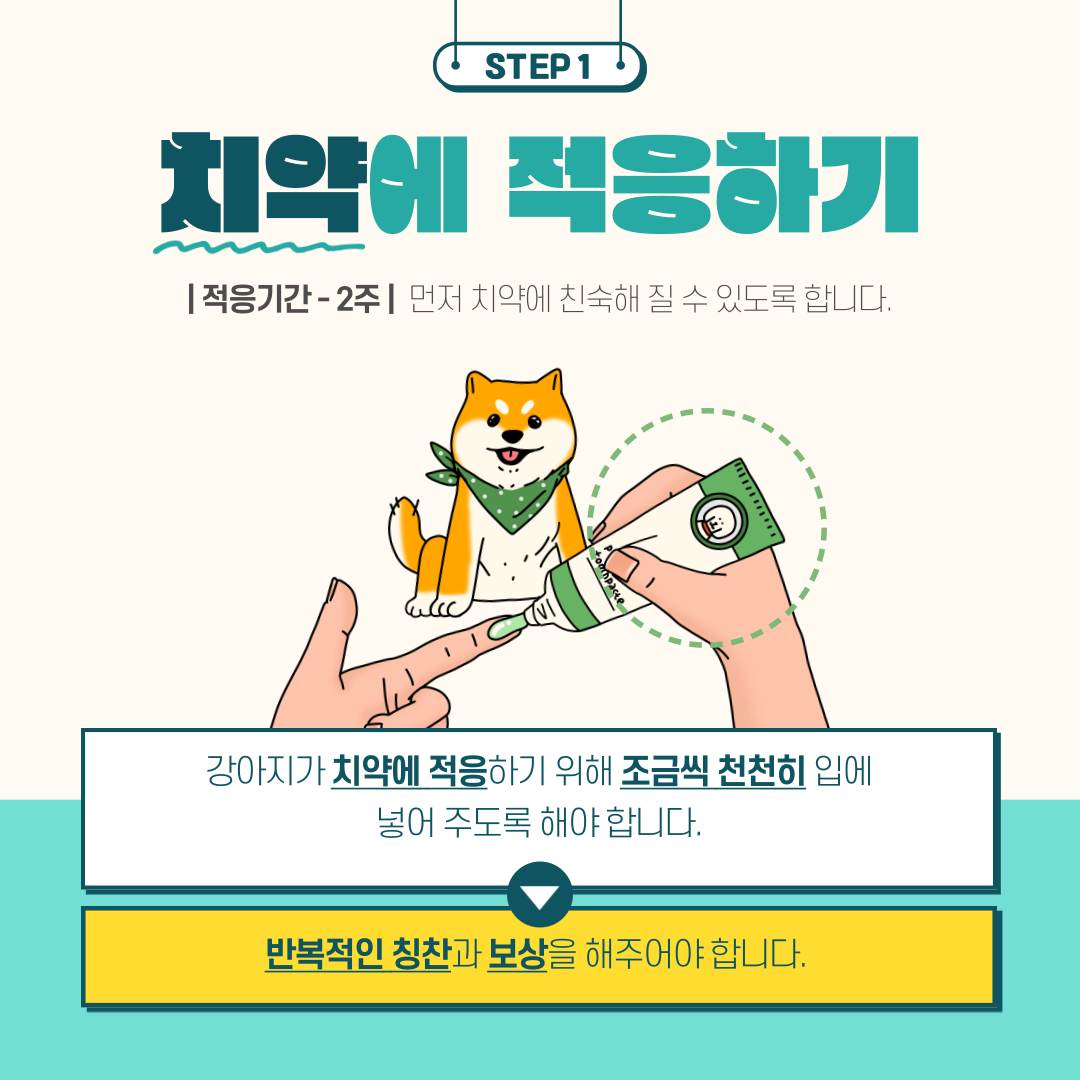 STEP 1
치약에 적응하기
| 적응기간 - 2주 | 먼저 치약에 친숙해 질 수 있도록 합니다.
강아지가 치약에 적응하기 위해 조금씩 천천히 입에
넣어 주도록 해야 합니다.
반복적인 칭찬과 보상을 해주어야 합니다.